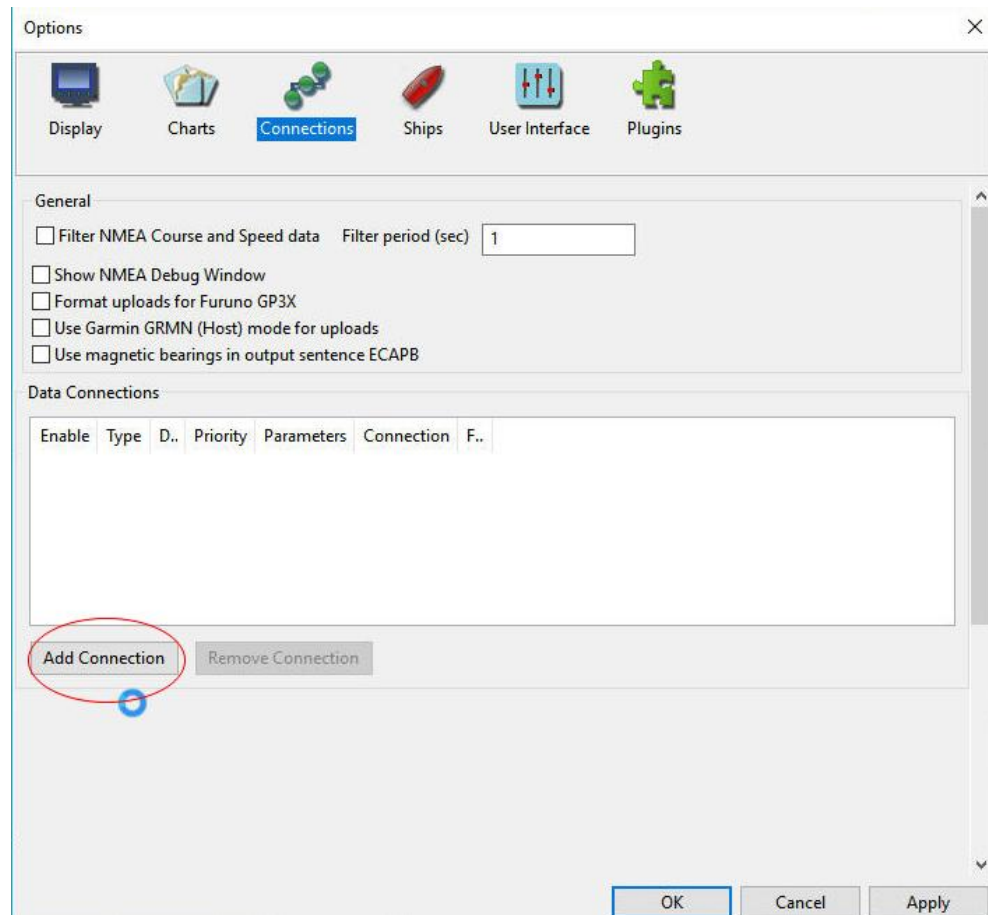 Options
Display Charts Connections Ships User Interface Plugins
General
Filter NMEA Course and Speed data Filter period (sec) 1
Show NMEA Debug Window
Format uploads for Furuno GP3X
Use Garmin GRMN (Host) mode for uploads
Use magnetic bearings in output sentence ECAPB
Data Connections
Enable Type D.. Priority Parameters Connection F..
Add Connection Remove Connection
OK Cancel Apply